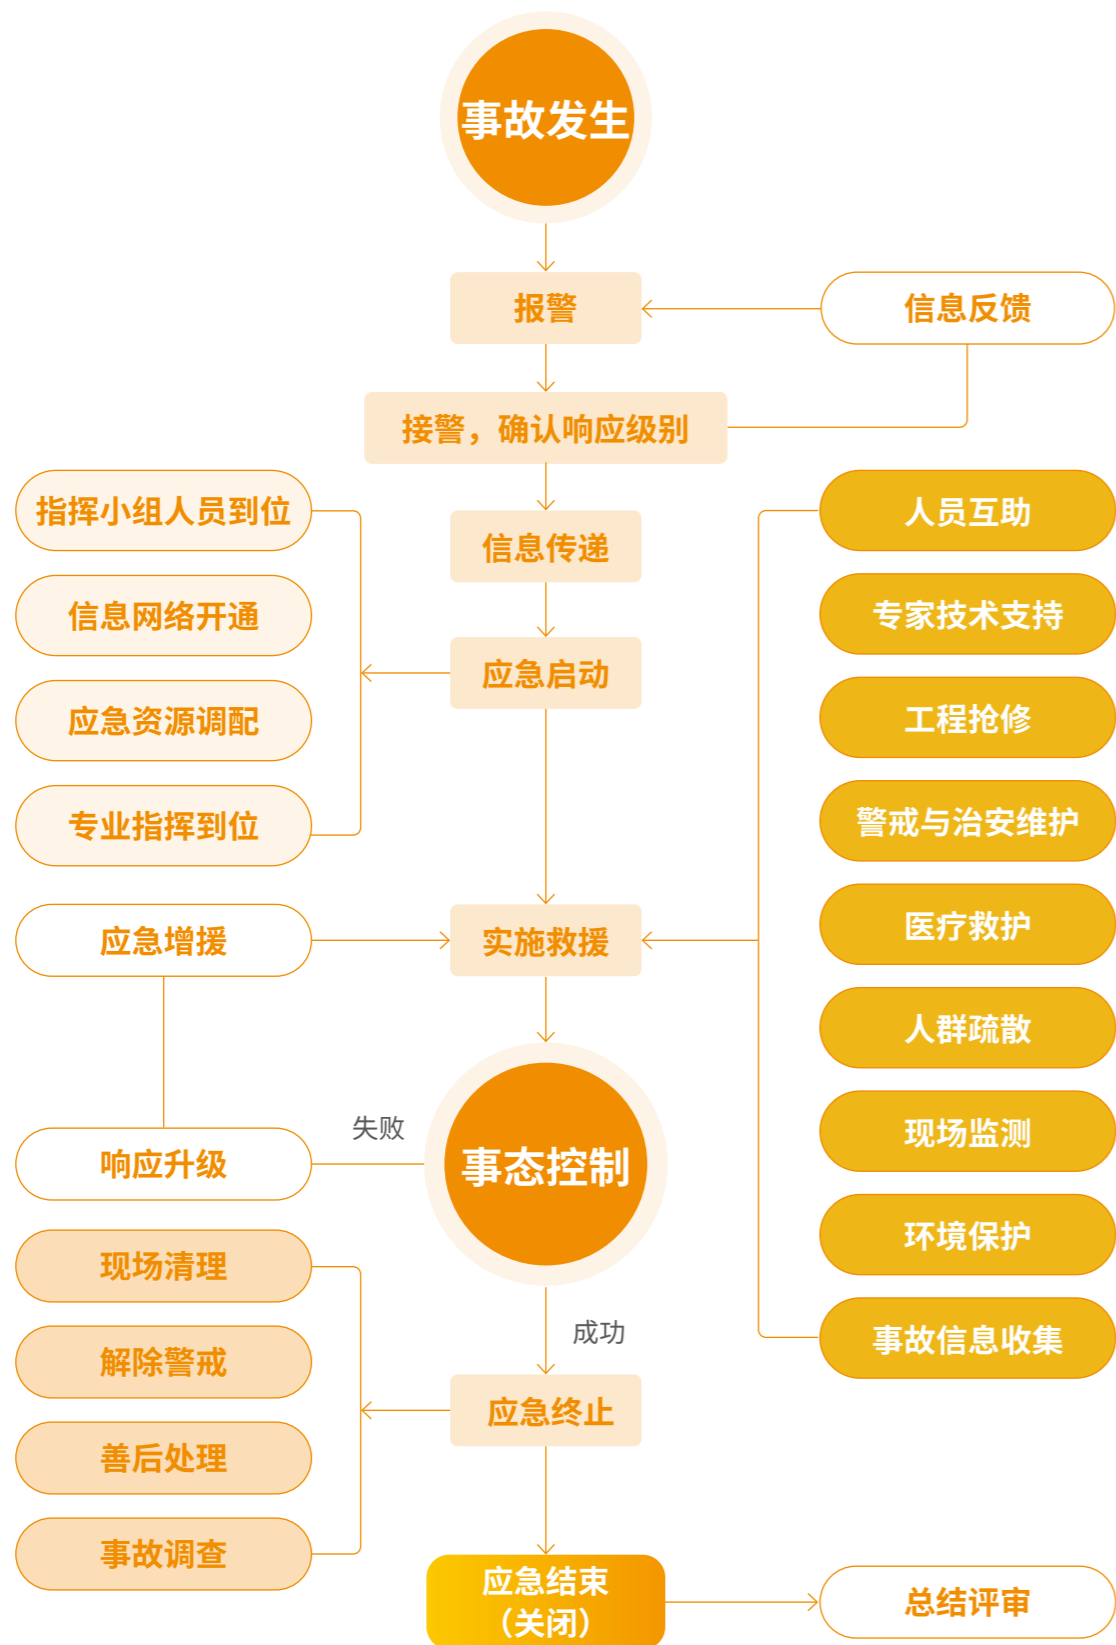 事故发生
报警
信息反馈
接警，确认响应级别
指挥小组人员到位
信息网络开通
应急资源调配
专业指挥到位
信息传递
应急启动
人员互助
专家技术支持
工程抢修
警戒与治安维护
医疗救护
人群疏散
现场监测
环境保护
事故信息收集
应急增援
实施救援
失败
响应升级
事态控制
成功
现场清理
解除警戒
善后处理
事故调查
应急终止
应急结束
（关闭）
总结评审